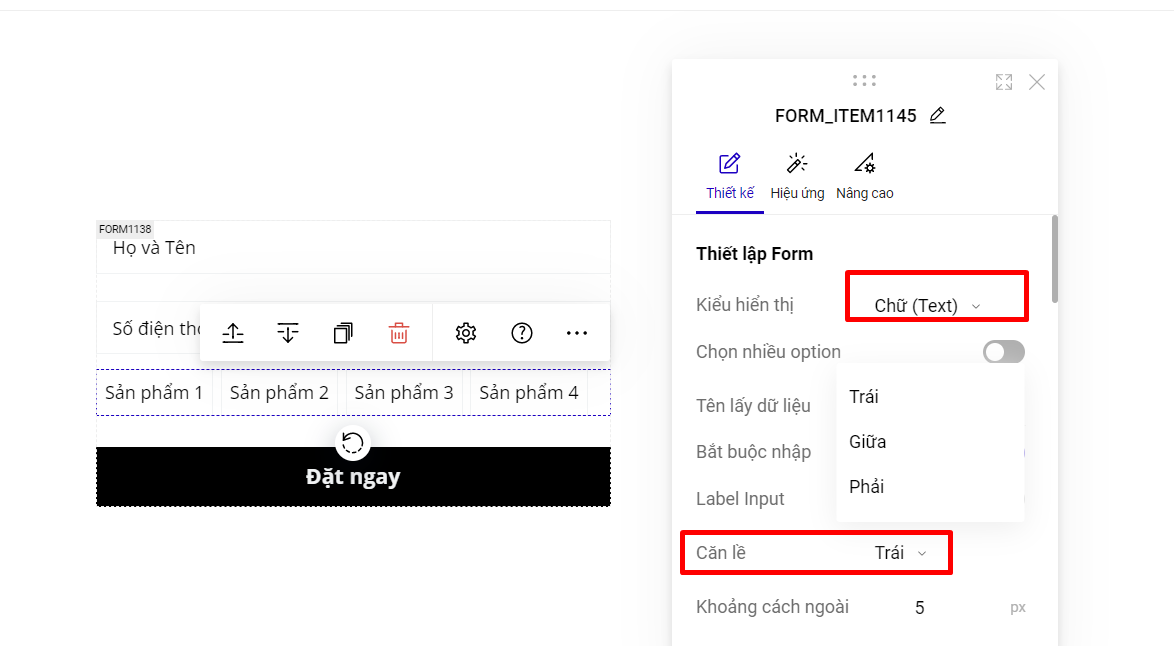 FORM1138
Họ và Tên
Số điện tho
Sản phẩm 1
Sản phẩm 2
Sản phẩm 3
Sản phẩm 4
Đặt ngay
FORM_ITEM1145
Thiết kế
Hiệu ứng
Nâng cao
Thiết lập Form
Kiểu hiển thị
Chữ (Text)
Chọn nhiều option
Tên lấy dữ liệu
Bắt buộc nhập
Label Input
Trái
Giữa
Phải
Căn lề
Trái
Khoảng cách ngoài
5
px